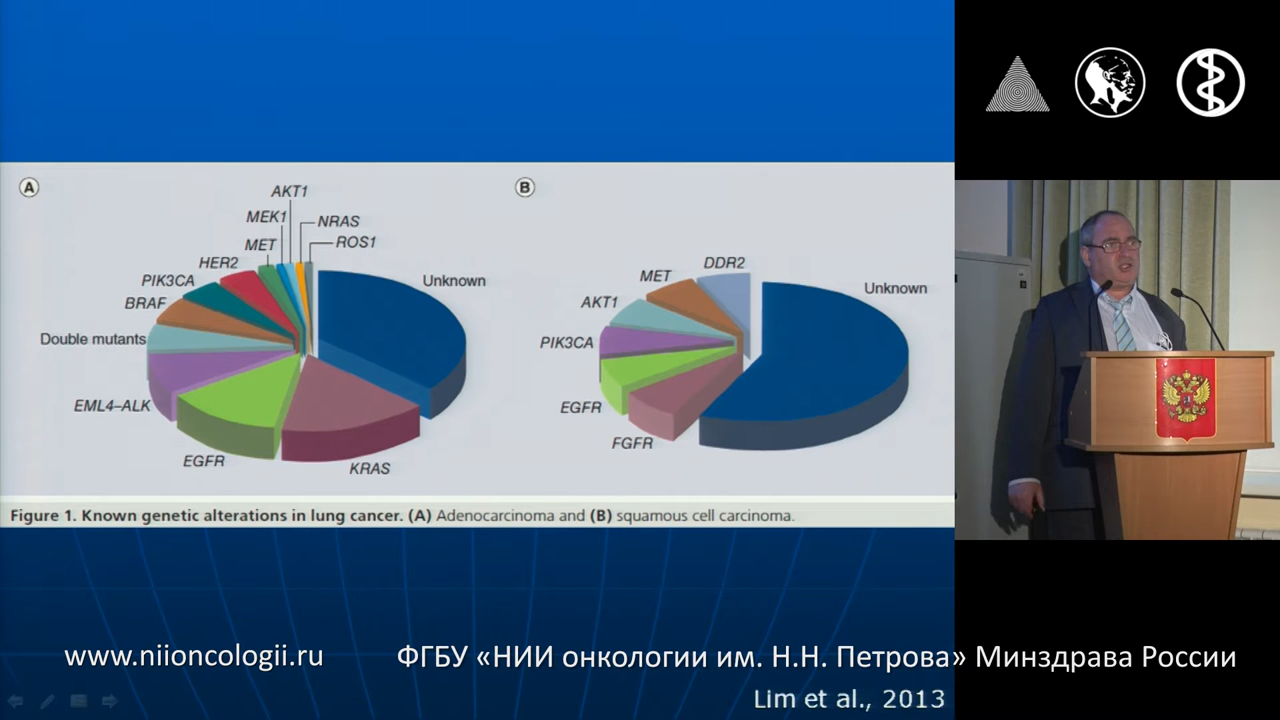 A
AKT1
MEK1
NRAS
MET
ROS1
HER2
PIK3CA
Unknown
BRAF
Double mutants
EML4–ALK
EGFR
KRAS
B
DDR2
MET
Unknown
AKT1
PIK3CA
EGFR
FGFR
Figure 1. Known genetic alterations in lung cancer. (A) Adenocarcinoma and (B) squamous cell carcinoma.
www.niioncologii.ru
ФГБУ «НИИ онкологии им. Н.Н. Петрова» Минздрава России
Lim et al., 2013